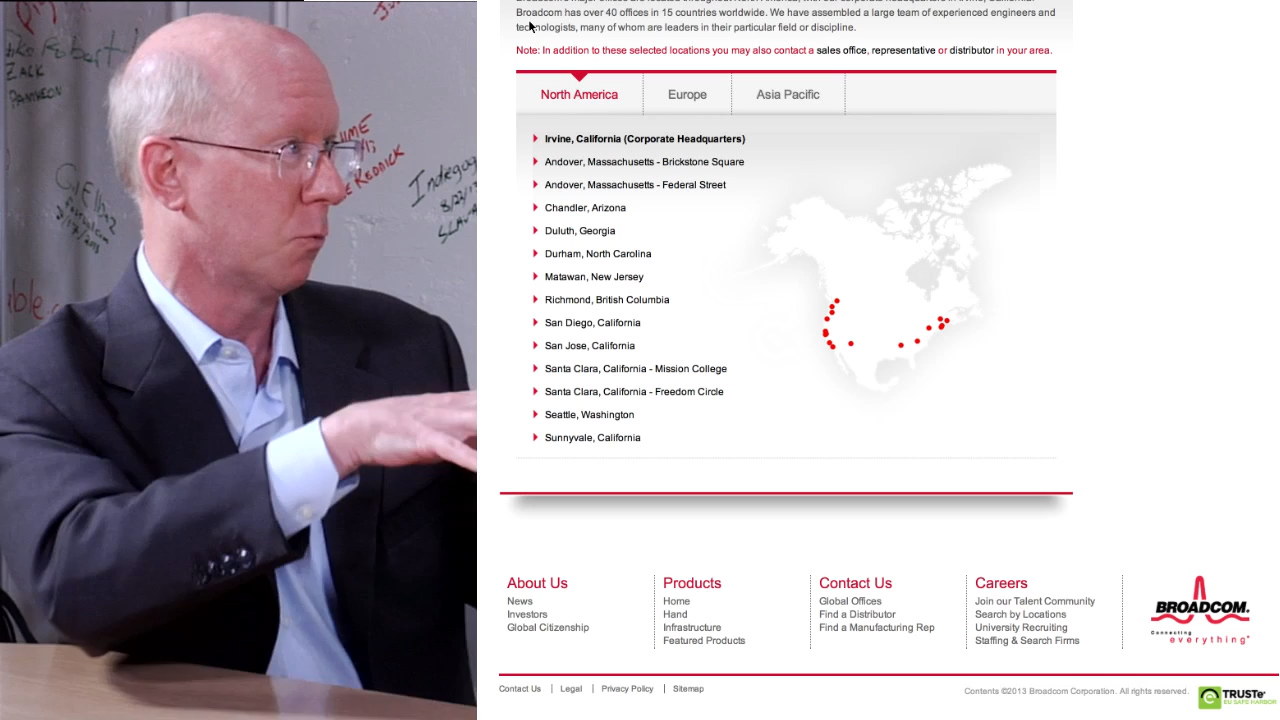 Broadcom has over 40 offices in 15 countries worldwide. We have assembled a large team of experienced engineers and
technologists, many of whom are leaders in their particular field or discipline.
Note: In addition to these selected locations you may also contact a sales office, representative or distributor in your area.
North America
Europe
Asia Pacific
Irvine, California (Corporate Headquarters)
Andover, Massachusetts - Brickstone Square
Andover, Massachusetts - Federal Street
Chandler, Arizona
Duluth, Georgia
Durham, North Carolina
Matawan, New Jersey
Richmond, British Columbia
San Diego, California
San Jose, California
Santa Clara, California - Mission College
Santa Clara, California - Freedom Circle
Seattle, Washington
Sunnyvale, California
About Us
News
Investors
Global Citizenship
Products
Home
Hand
Infrastructure
Featured Products
Contact Us
Global Offices
Find a Distributor
Find a Manufacturing Rep
Careers
Join our Talent Community
Search by Locations
University Recruiting
Staffing & Search Firms
BROADCOM.
Connecting
everything®
Contact Us | Legal | Privacy Policy | Sitemap
Contents ©2013 Broadcom Corporation. All rights reserved.
TRUSTe
EU SAFE HARBOR
ZACK
PANTHEON
REDDICK
Indiegogo